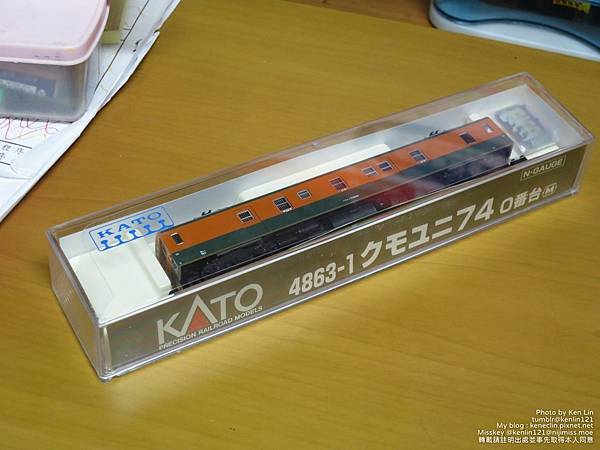 程 序
KATO
N-GAUGE
4863-1 クモユニ74 0番台 M
KATO
PRECISION RAILROAD MODELS
Photo by Ken Lin
tumblr@kenlin121
My blog : keneclin.pixnet.net
Misskey @kenlin121@nijimiss.moe
轉載請註明出處並事先取得本人同意